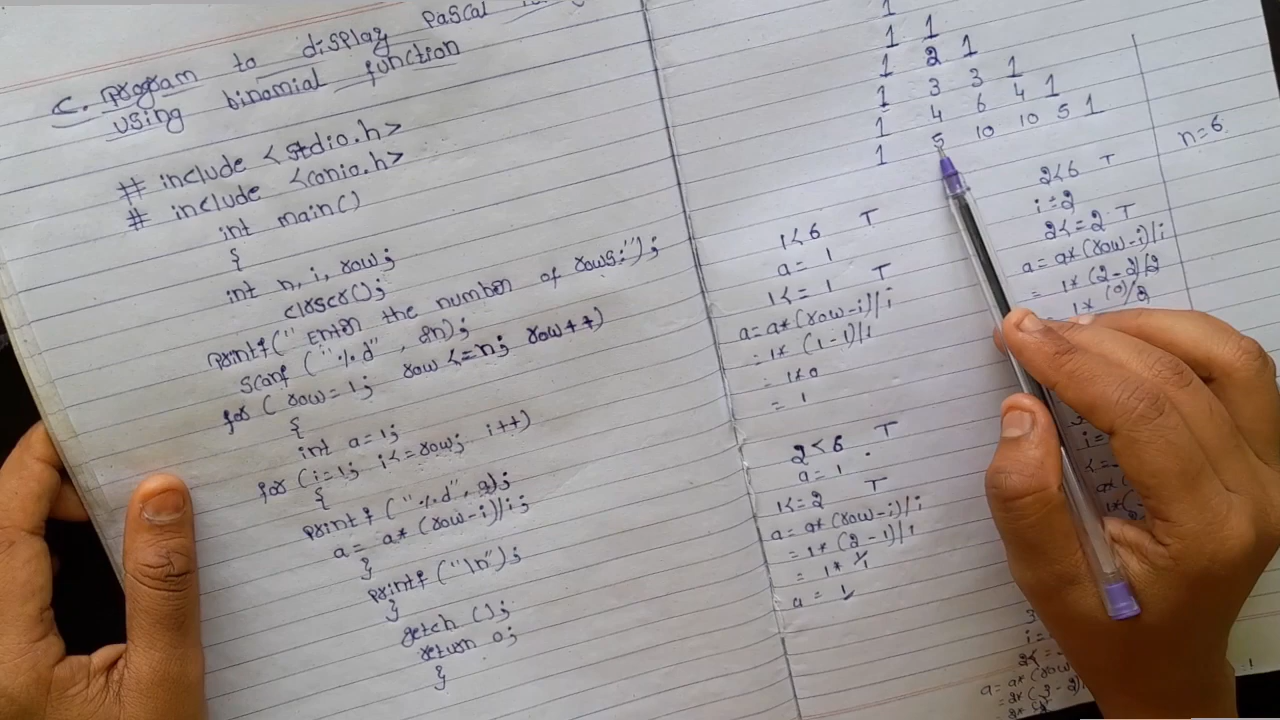 C. program to display pascal
using binomial function
# include <stdio.h>
# include <conio.h>
int main()
{
int n, i, row;
clrscr();
printf(" Enter the number of rows:");
scanf ("%d", &n);
for ( row=1; row <=n; row++)
{
int a=1;
for (i=1; i<=row; i++)
{
printf ("%d", a);
a= a*(row-i)/i;
}
printf ("\n");
}
getch ();
return 0;
}
1
1 1
1 2 1
1 3 3 1
1 4 6 4 1
1 5 10 10 5 1
1<6 T
a= 1
1<= 1 T
a= a*(row-i)/i
= 1* (1-1)/1
= 1*0
= 1
2<6 T
a= 1
1<= 2 T
a= a*(row-i)/i
= 1* (2-1)/1
= 1* 1/1
a = 1
n=6
2<6 T
i=2
2<=2 T
a= a*(row-i)/i
= 1* (2-2)/2
= 1* (0)/2